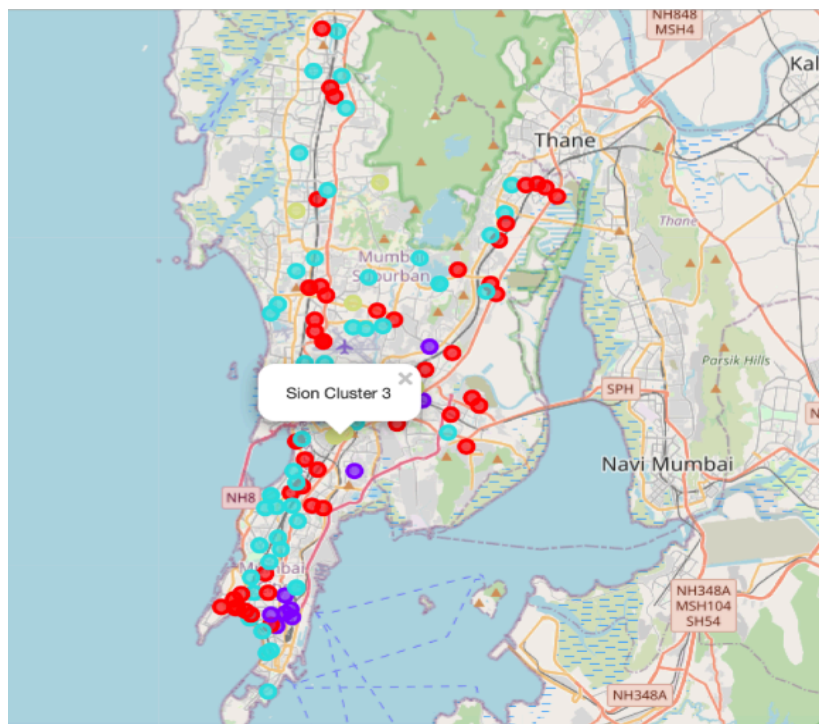 NH848
MSH4
Kal
Thane
Thane
Mumb
Suburban
Parsik Hills
×
Sion Cluster 3
SPH
N
Navi Mumbai
NH8
Mumbai
NH348A
MSH104
SH54
NH348A